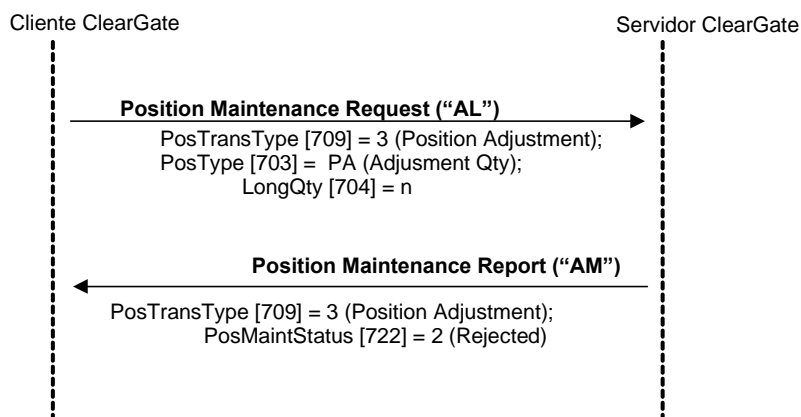 Cliente ClearGate
Servidor ClearGate
Position Maintenance Request (“AL”)
PosTransType [709] = 3 (Position Adjustment);
PosType [703] = PA (Adjusment Qty);
LongQty [704] = n
Position Maintenance Report (“AM”)
PosTransType [709] = 3 (Position Adjustment);
PosMaintStatus [722] = 2 (Rejected)